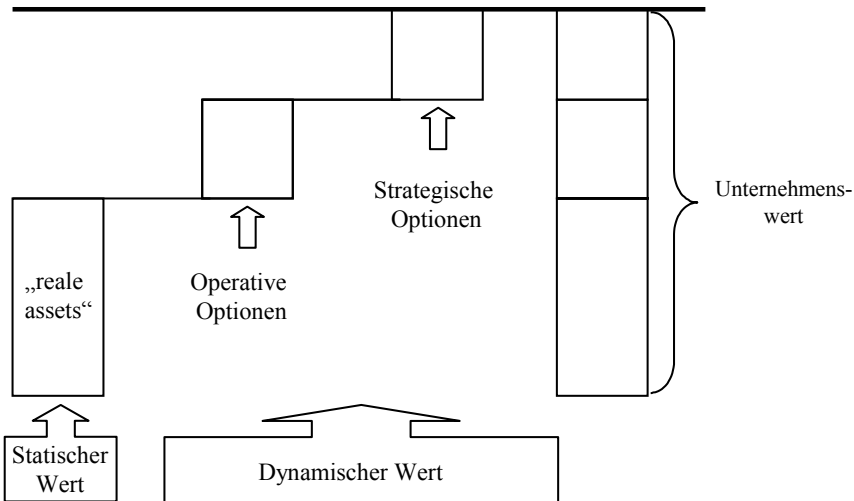 Strategische
Optionen
Unternehmens-
wert
„reale
assets“
Operative
Optionen
Statischer
Wert
Dynamischer Wert